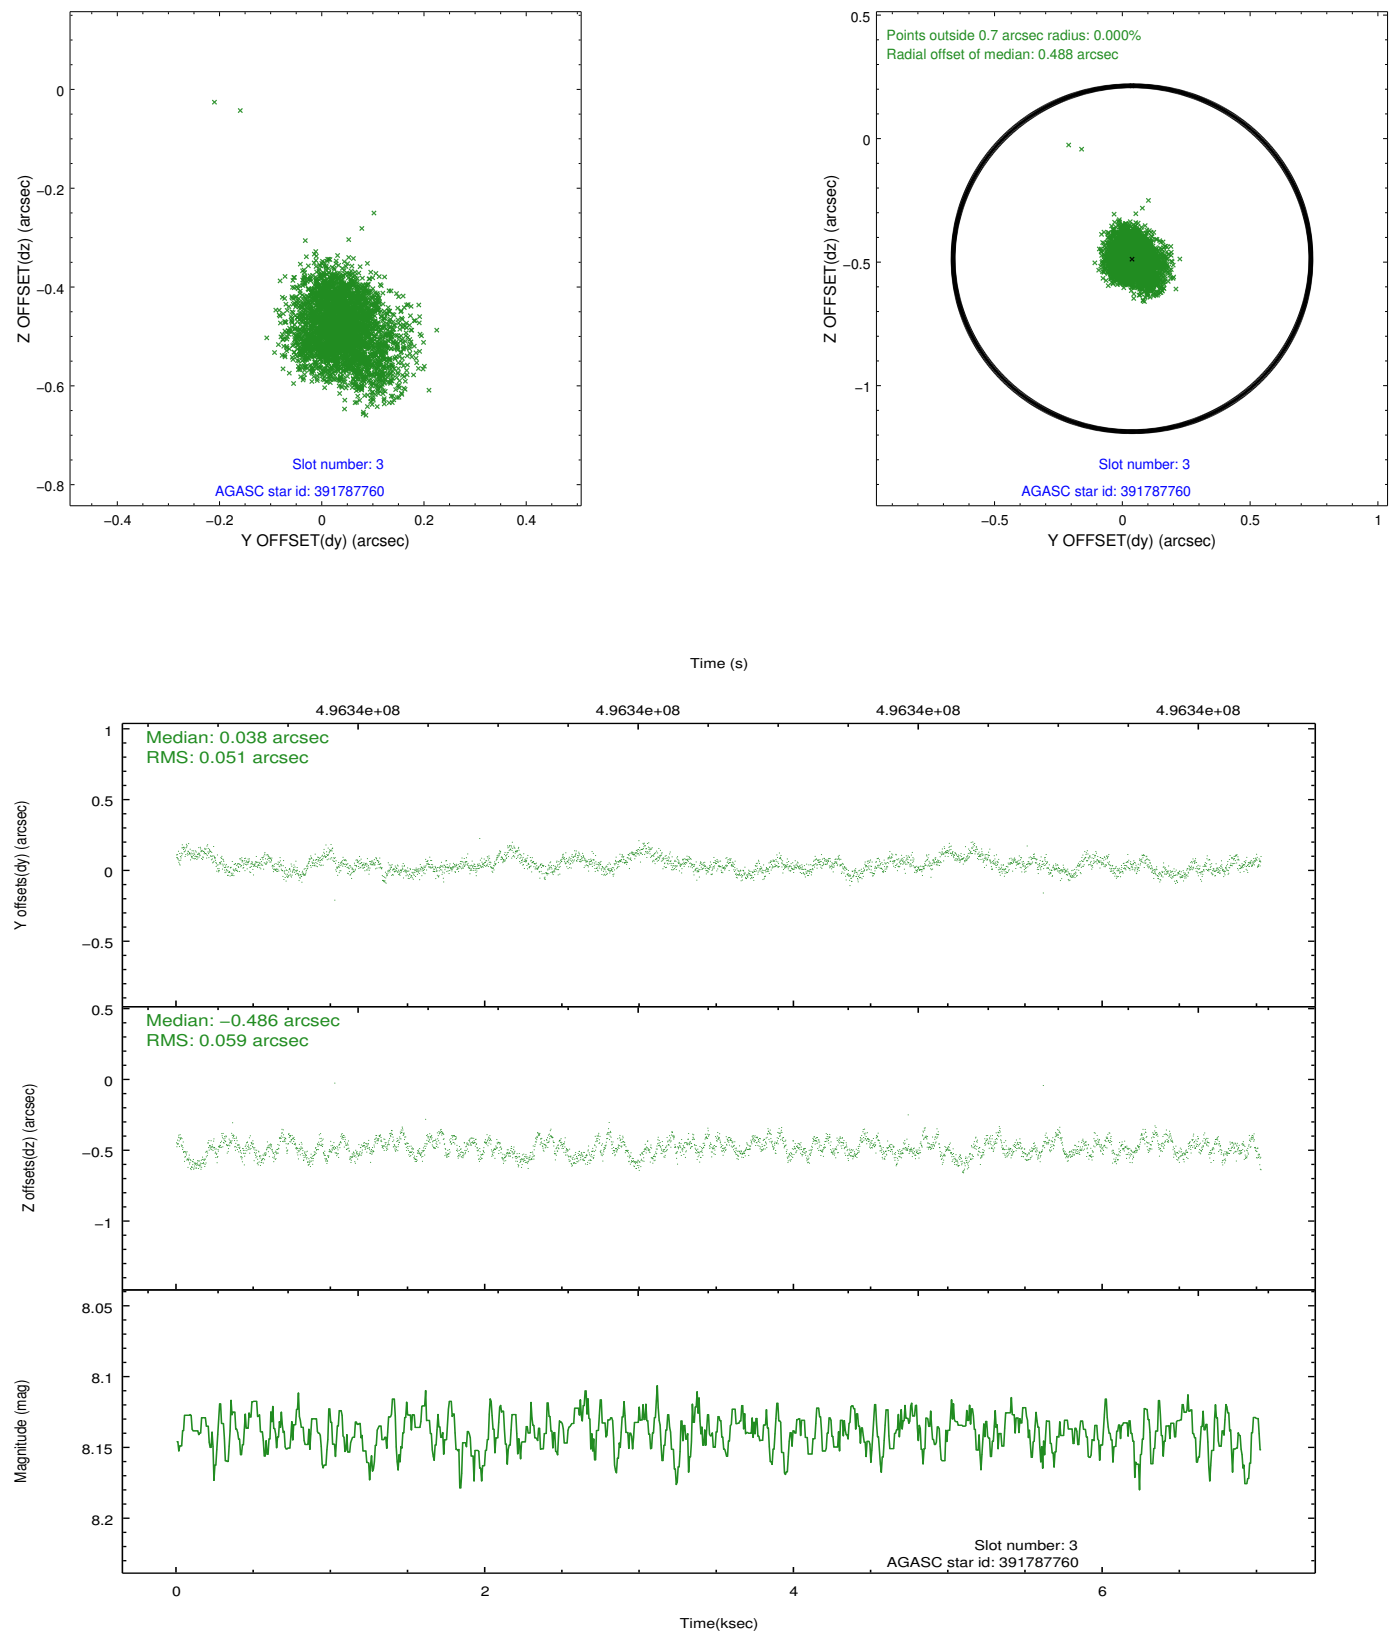 0
−0.2
−0.4
−0.6
−0.8
Z OFFSET(dz) (arcsec)
Slot number: 3
AGASC star id: 391787760
−0.4
−0.2
0
0.2
0.4
Y OFFSET(dy) (arcsec)
0.5
0
−0.5
−1
Z OFFSET(dz) (arcsec)
Points outside 0.7 arcsec radius: 0.000%
Radial offset of median: 0.488 arcsec
Slot number: 3
AGASC star id: 391787760
−0.5
0
0.5
1
Y OFFSET(dy) (arcsec)
Time (s)
4.9634e+08
4.9634e+08
4.9634e+08
4.9634e+08
1
0.5
0
−0.5
Y offsets(dy) (arcsec)
Median: 0.038 arcsec
RMS: 0.051 arcsec
0.5
0
−0.5
−1
Z offsets(dz) (arcsec)
Median: −0.486 arcsec
RMS: 0.059 arcsec
8.05
8.1
8.15
8.2
Magnitude (mag)
Slot number: 3
AGASC star id: 391787760
0
2
4
6
Time(ksec)